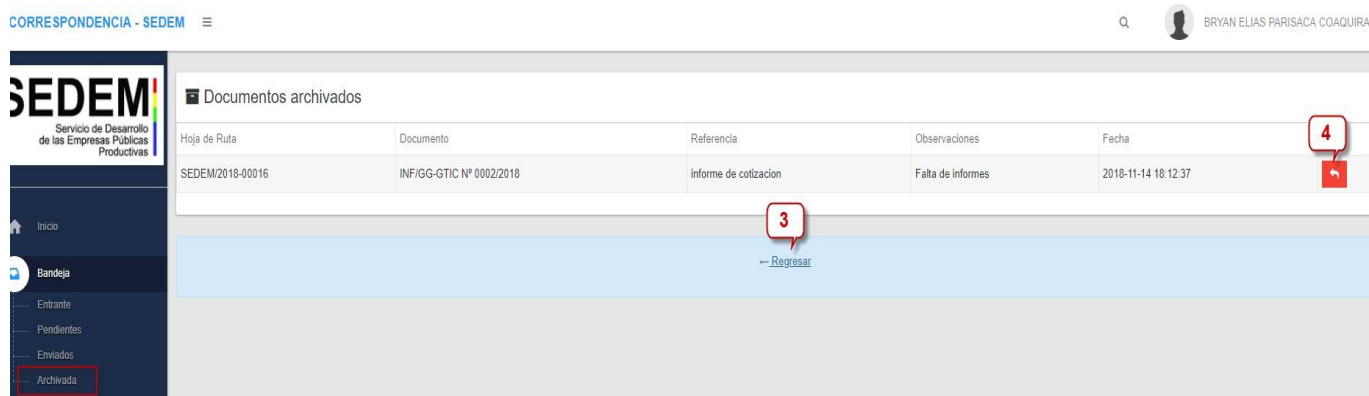 CORRESPONDENCIA - SEDEM
BRYAN ELIAS PARISACA COAQUIRA
SEDEM
Servicio de Desarrollo
de las Empresas Públicas
Productivas
Inicio
Bandeja
Entrante
Pendientes
Enviados
Archivada
Documentos archivados
Hoja de Ruta Documento Referencia Observaciones Fecha
4
SEDEM/2018-00016 INF/GG-GTIC Nº 0002/2018 informe de cotizacion Falta de informes 2018-11-14 18:12:37
3
←Regresar